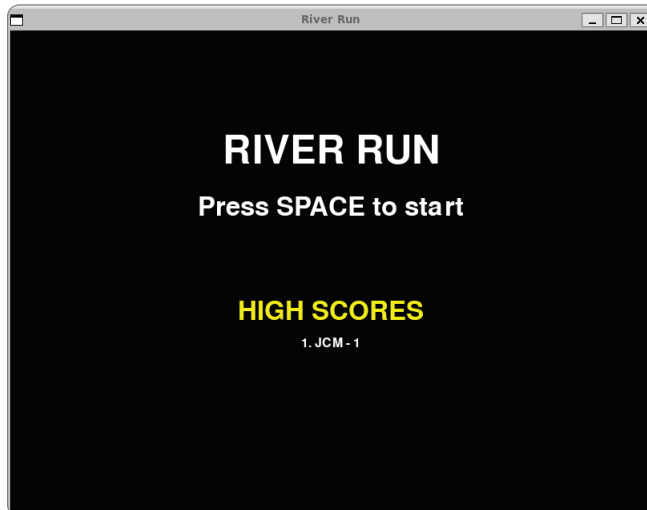 River Run
RIVER RUN
Press SPACE to start
HIGH SCORES
1. JCM - 1